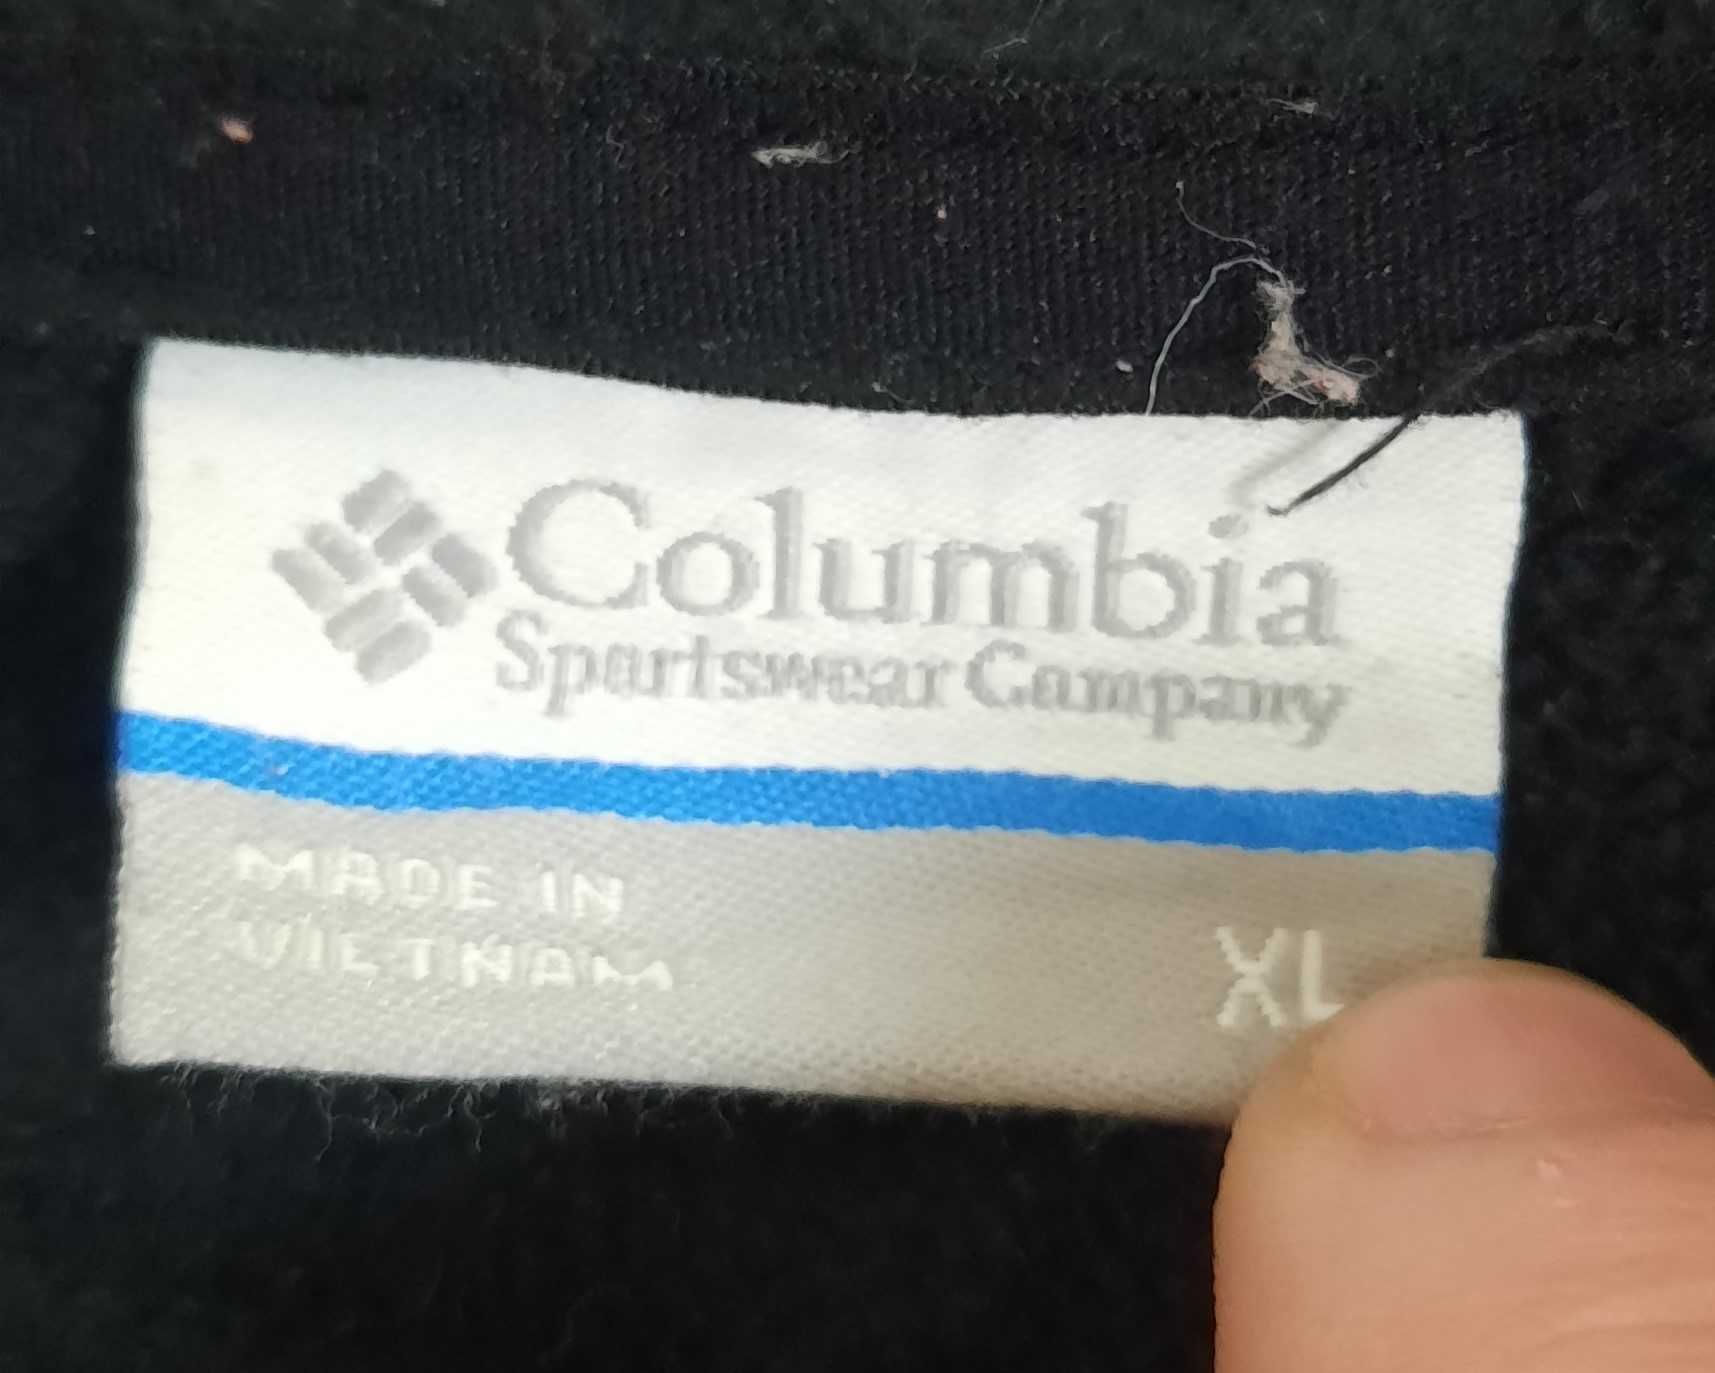 Columbia
Sportswear Company
MADE IN
VIETNAM
XL